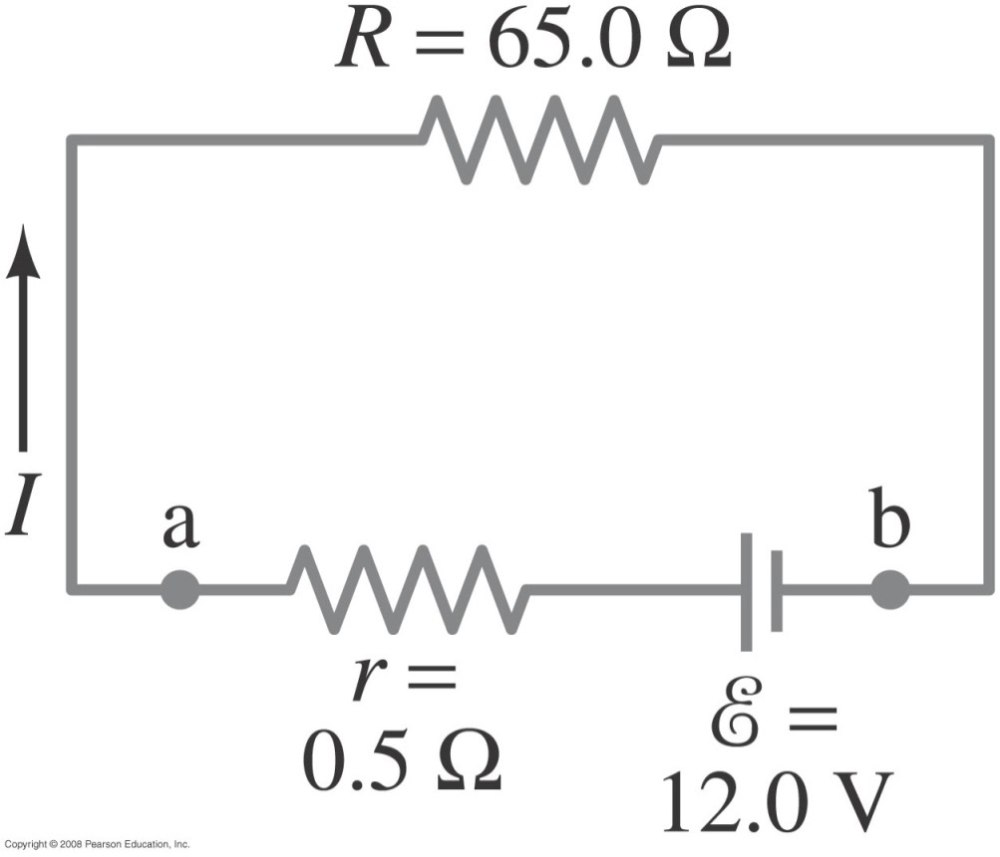 R = 65.0 Ω
I
a
b
r =
0.5 Ω
ℰ =
12.0 V
Copyright © 2008 Pearson Education, Inc.